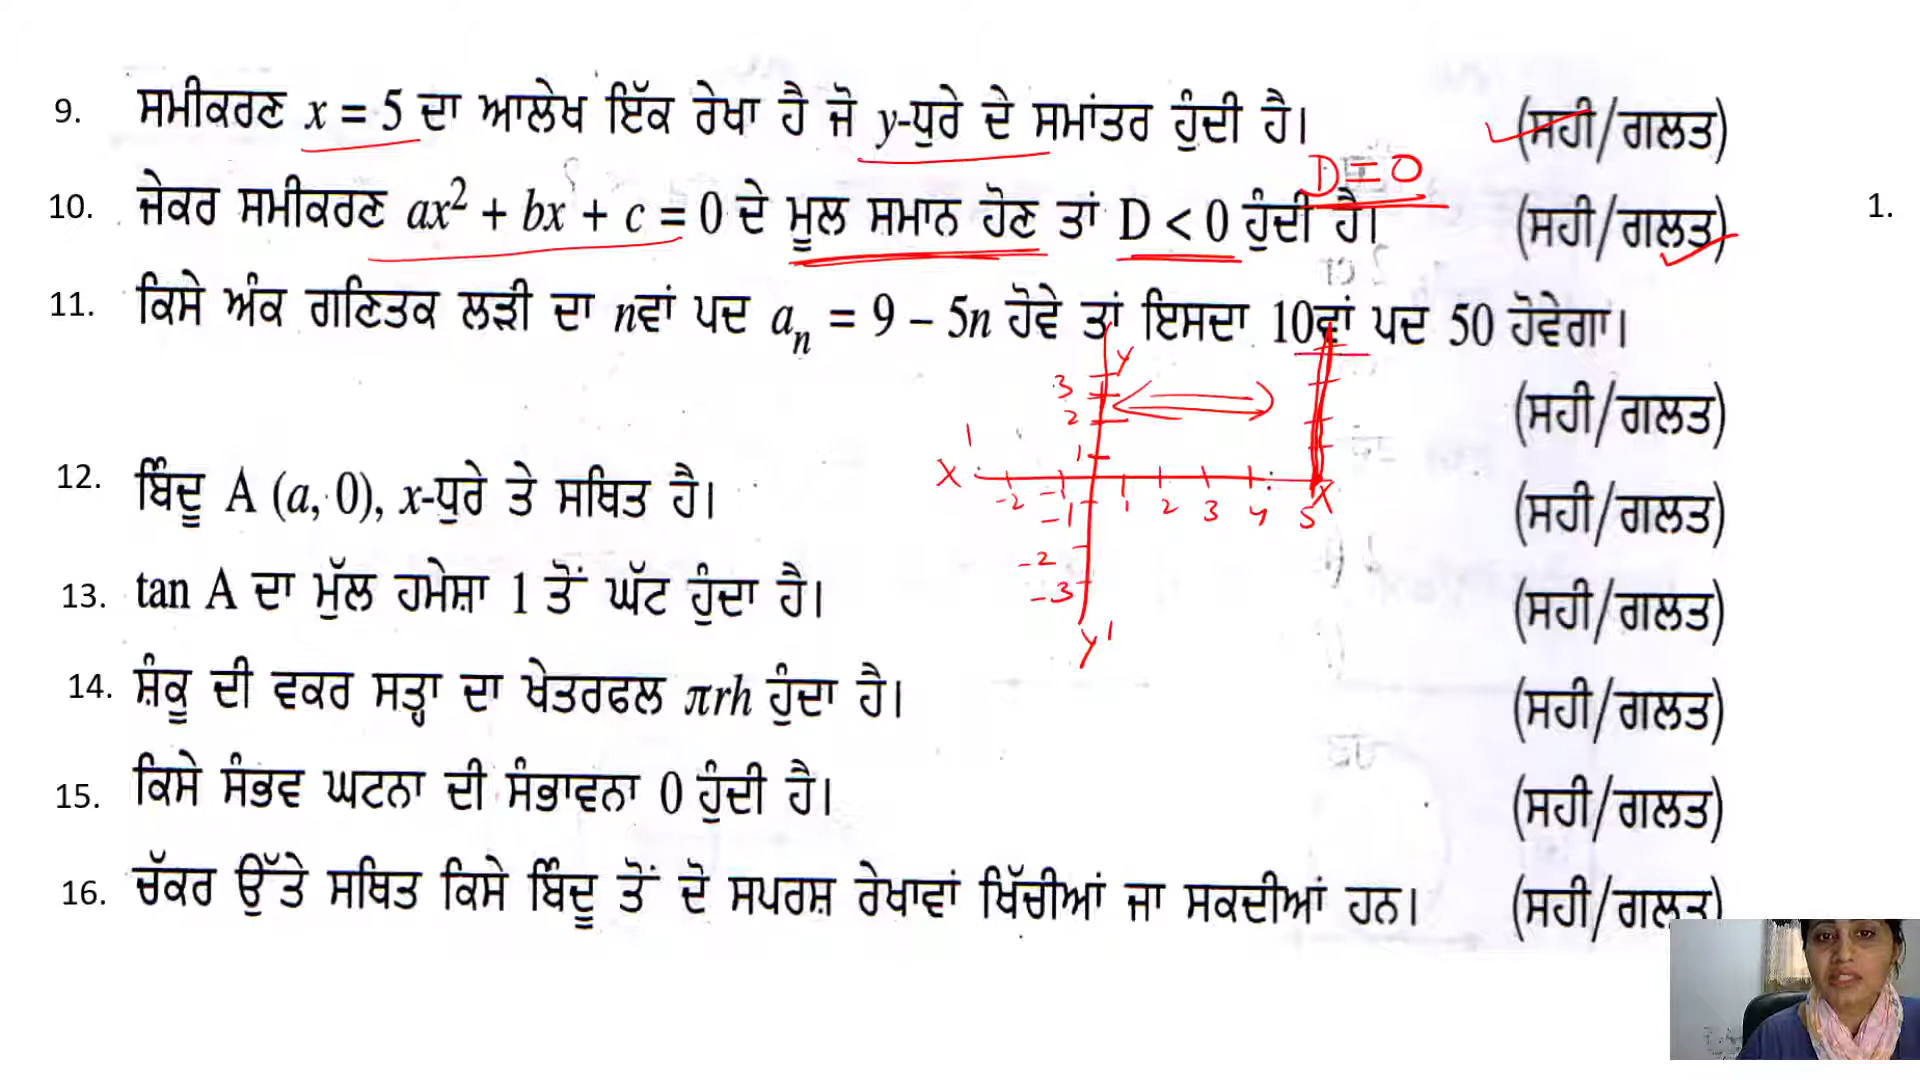 9. ਸਮੀਕਰਣ x = 5 ਦਾ ਆਲੇਖ ਇੱਕ ਰੇਖਾ ਹੈ ਜੋ y-ਧੁਰੇ ਦੇ ਸਮਾਂਤਰ ਹੁੰਦੀ ਹੈ। (ਸਹੀ/ਗਲਤ)
D = 0
10. ਜੇਕਰ ਸਮੀਕਰਣ ax² + bx + c = 0 ਦੇ ਮੂਲ ਸਮਾਨ ਹੋਣ ਤਾਂ D < 0 ਹੁੰਦੀ ਹੈ। (ਸਹੀ/ਗਲਤ) 1.
11. ਕਿਸੇ ਅੰਕ ਗਣਿਤਕ ਲੜੀ ਦਾ nਵਾਂ ਪਦ aₙ = 9 – 5n ਹੋਵੇ ਤਾਂ ਇਸਦਾ 10ਵਾਂ ਪਦ 50 ਹੋਵੇਗਾ।
(ਸਹੀ/ਗਲਤ)
y
3
2
1
X' X
-2 -1 1 2 3 4 5
-1
-2
-3
y'
12. ਬਿੰਦੂ A (a, 0), x-ਧੁਰੇ ਤੇ ਸਥਿਤ ਹੈ। (ਸਹੀ/ਗਲਤ)
13. tan A ਦਾ ਮੁੱਲ ਹਮੇਸ਼ਾ 1 ਤੋਂ ਘੱਟ ਹੁੰਦਾ ਹੈ। (ਸਹੀ/ਗਲਤ)
14. ਸ਼ੰਕੂ ਦੀ ਵਕਰ ਸਤ੍ਹਾ ਦਾ ਖੇਤਰਫਲ πrh ਹੁੰਦਾ ਹੈ। (ਸਹੀ/ਗਲਤ)
15. ਕਿਸੇ ਸੰਭਵ ਘਟਨਾ ਦੀ ਸੰਭਾਵਨਾ 0 ਹੁੰਦੀ ਹੈ। (ਸਹੀ/ਗਲਤ)
16. ਚੱਕਰ ਉੱਤੇ ਸਥਿਤ ਕਿਸੇ ਬਿੰਦੂ ਤੋਂ ਦੋ ਸਪਰਸ਼ ਰੇਖਾਵਾਂ ਖਿੱਚੀਆਂ ਜਾ ਸਕਦੀਆਂ ਹਨ। (ਸਹੀ/ਗਲਤ)